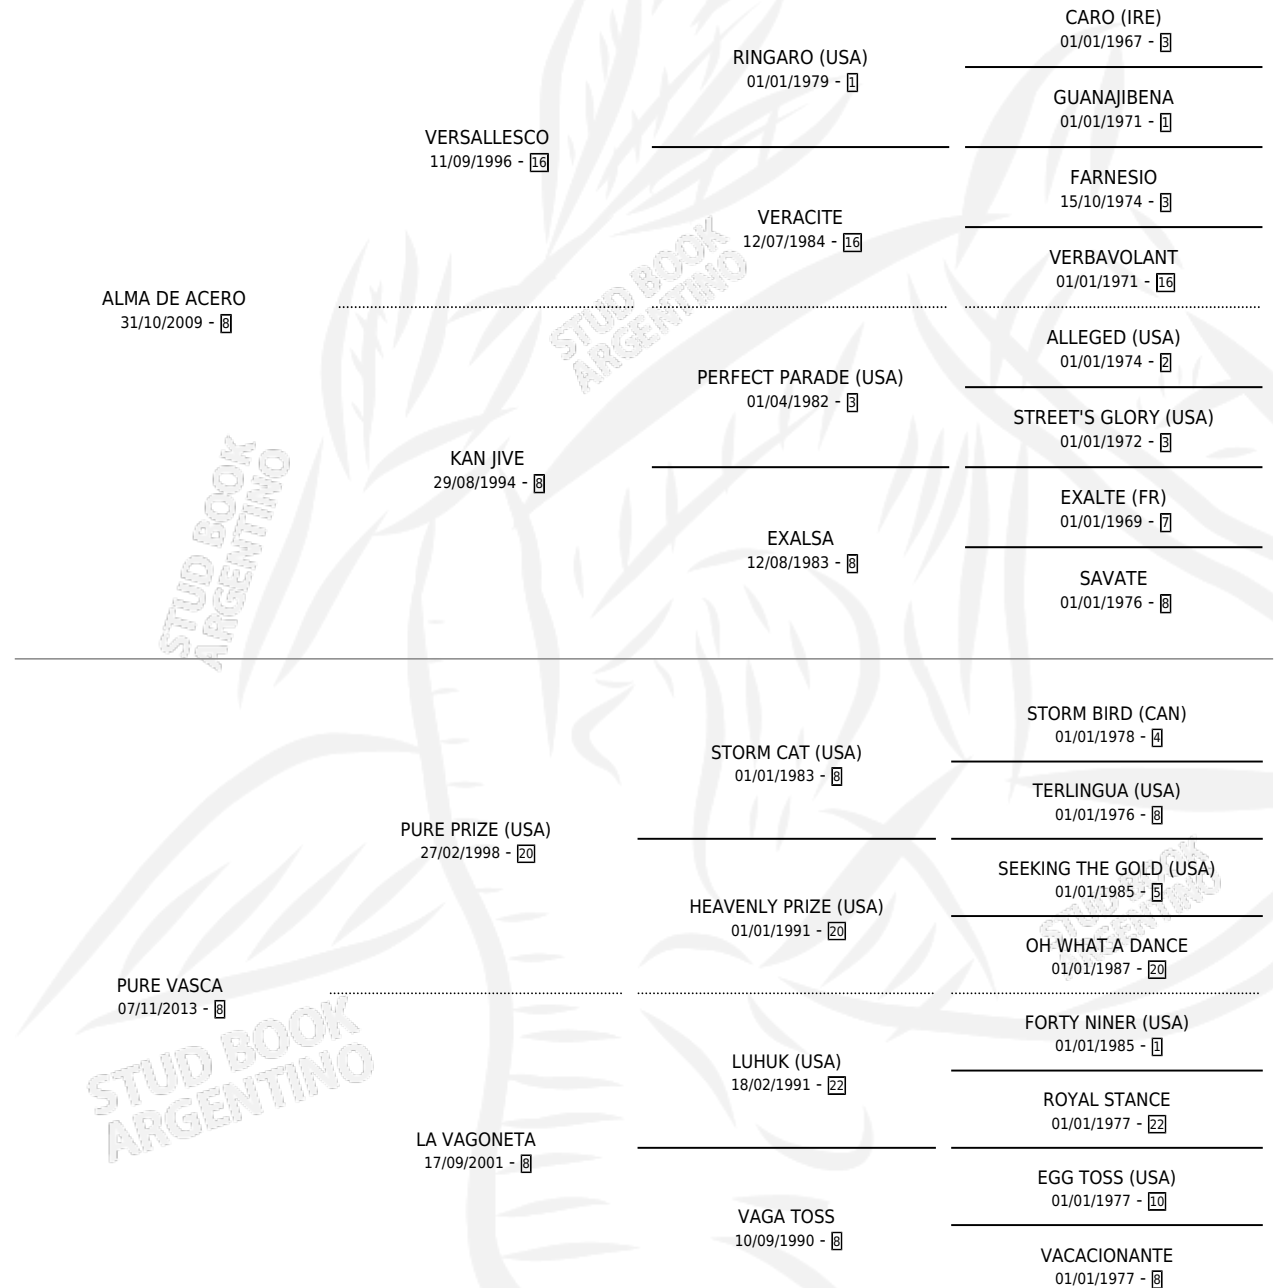 CARO (IRE)
01/01/1967 - 3
RINGARO (USA)
01/01/1979 - 1
GUANAJIBENA
01/01/1971 - 1
VERSALLESCO
11/09/1996 - 16
FARNESIO
15/10/1974 - 3
VERACITE
12/07/1984 - 16
VERBAVOLANT
01/01/1971 - 16
ALMA DE ACERO
31/10/2009 - 8
ALLEGED (USA)
01/01/1974 - 2
PERFECT PARADE (USA)
01/04/1982 - 3
STREET'S GLORY (USA)
01/01/1972 - 3
KAN JIVE
29/08/1994 - 8
EXALTE (FR)
01/01/1969 - 7
EXALSA
12/08/1983 - 8
SAVATE
01/01/1976 - 8
STUD BOOK
ARGENTINO
STUD BOOK
ARGENTINO
STORM BIRD (CAN)
01/01/1978 - 4
STORM CAT (USA)
01/01/1983 - 8
TERLINGUA (USA)
01/01/1976 - 8
PURE PRIZE (USA)
27/02/1998 - 20
SEEKING THE GOLD (USA)
01/01/1985 - 5
HEAVENLY PRIZE (USA)
01/01/1991 - 20
OH WHAT A DANCE
01/01/1987 - 20
PURE VASCA
07/11/2013 - 8
FORTY NINER (USA)
01/01/1985 - 1
LUHUK (USA)
18/02/1991 - 22
ROYAL STANCE
01/01/1977 - 22
LA VAGONETA
17/09/2001 - 8
EGG TOSS (USA)
01/01/1977 - 10
VAGA TOSS
10/09/1990 - 8
VACACIONANTE
01/01/1977 - 8
STUD BOOK
ARGENTINO
STUD BOOK
ARGENTINO